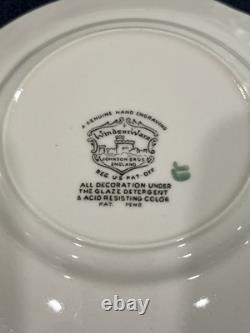 A GENUINE HAND ENGRAVING
Windsor Ware
JOHNSON BROS
ENGLAND
REG. U.S. PAT. OFF.
ALL DECORATION UNDER
THE GLAZE DETERGENT
& ACID RESISTING COLOR
PAT. PEND